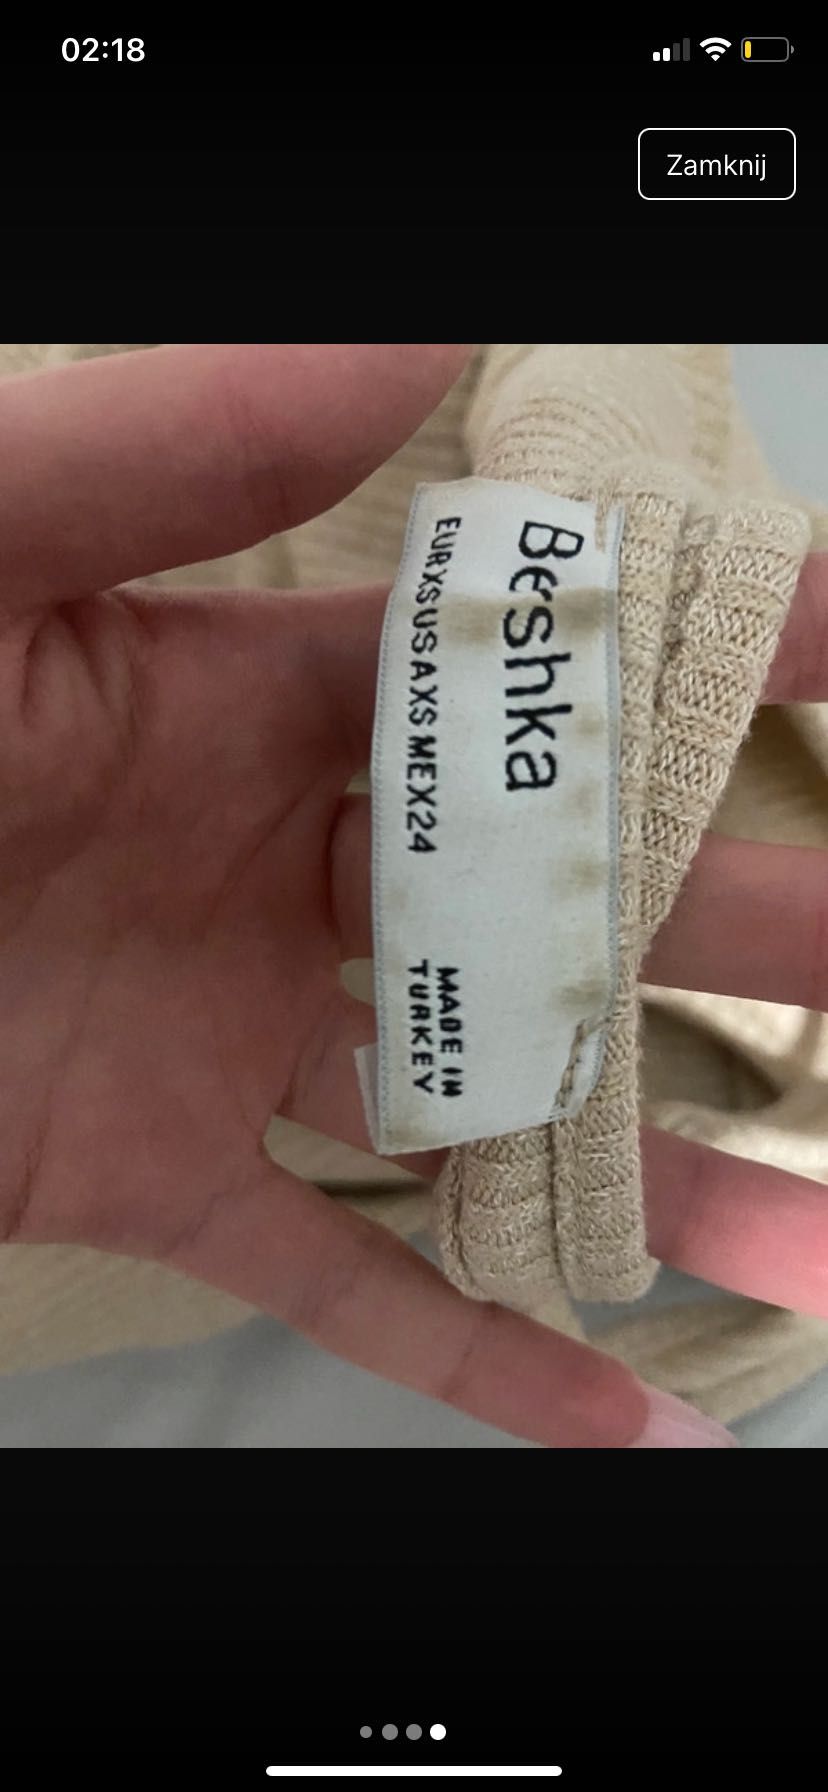 02:18
Zamknij
Bershka
EUR XS USA XS MEX 24
MADE IN
TURKEY